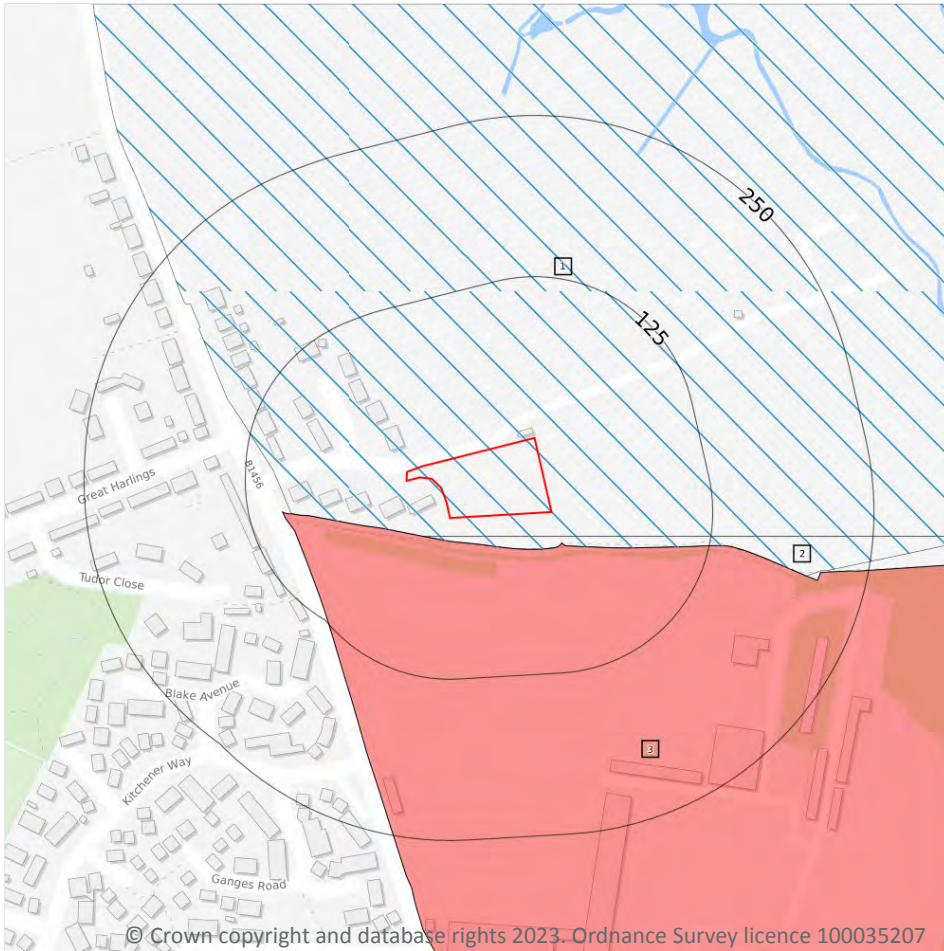 250
1
125
B1456
Great Harlings
2
Tudor Close
Blake Avenue
3
Kitchener Way
Ganges Road
© Crown copyright and database rights 2023. Ordnance Survey licence 100035207